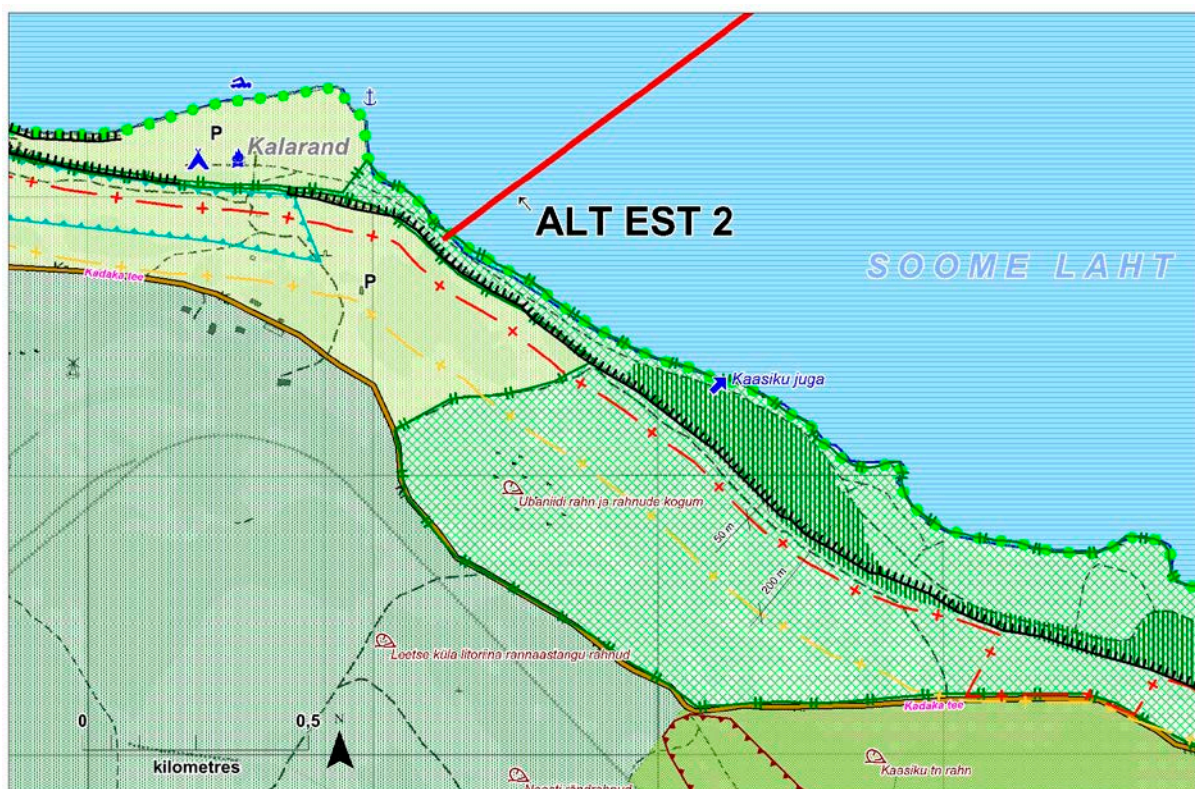 P
Kalarand
ALT EST 2
SOOME LAHT
Kadaka tee
P
Kaasiku juga
Ubaniidi rahn ja rahnude kogum
50 m
200 m
Leetse küla litoriina rannaastangu rahnud
Kadaka tee
0
0,5
N
kilometres
Kaasiku tn rahn